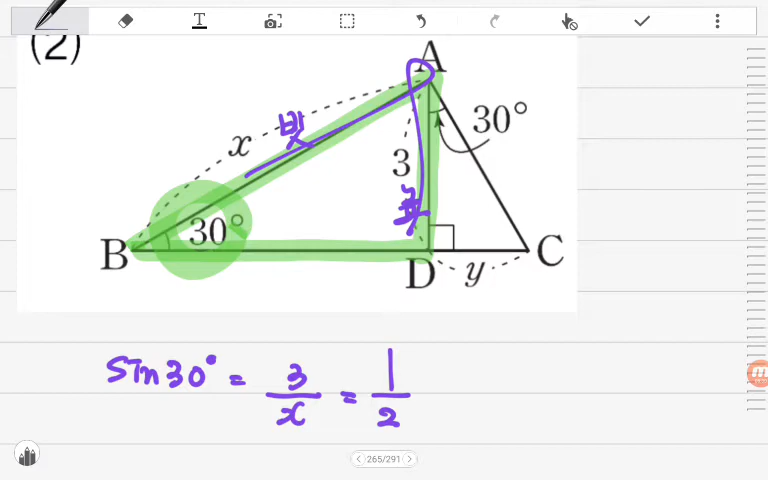 T
(2)
A
x
빗
30°
3
높
30°
B
D
y
C
sin30° = 3/x = 1/2
265/291